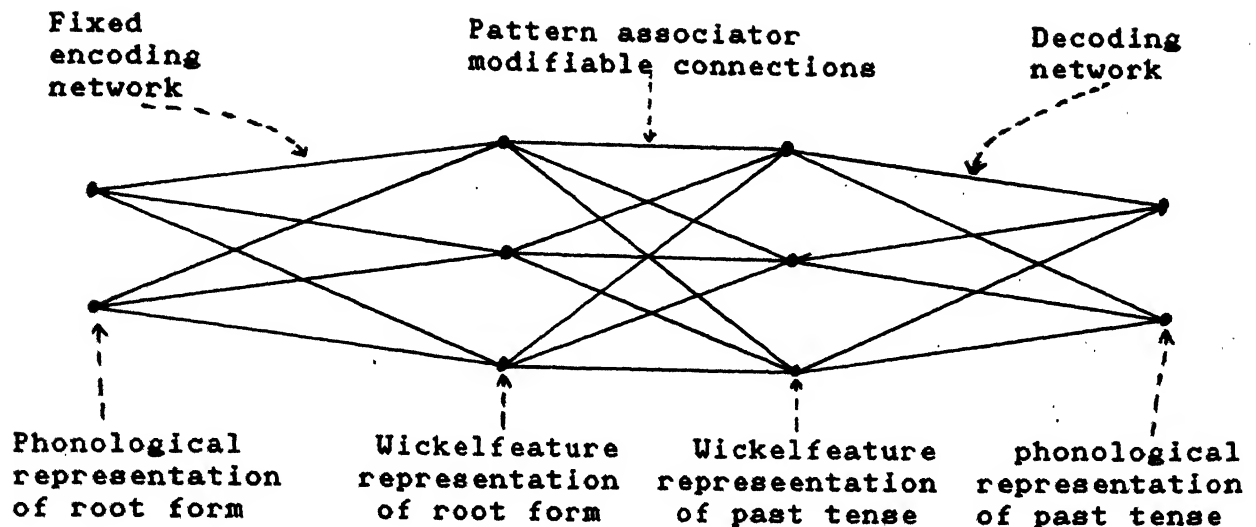 Fixed
encoding
network
Pattern associator
modifiable connections
Decoding
network
Phonological
representation
of root form
Wickelfeature
representation
of root form
Wickelfeature
represeentation
of past tense
phonological
representation
of past tense